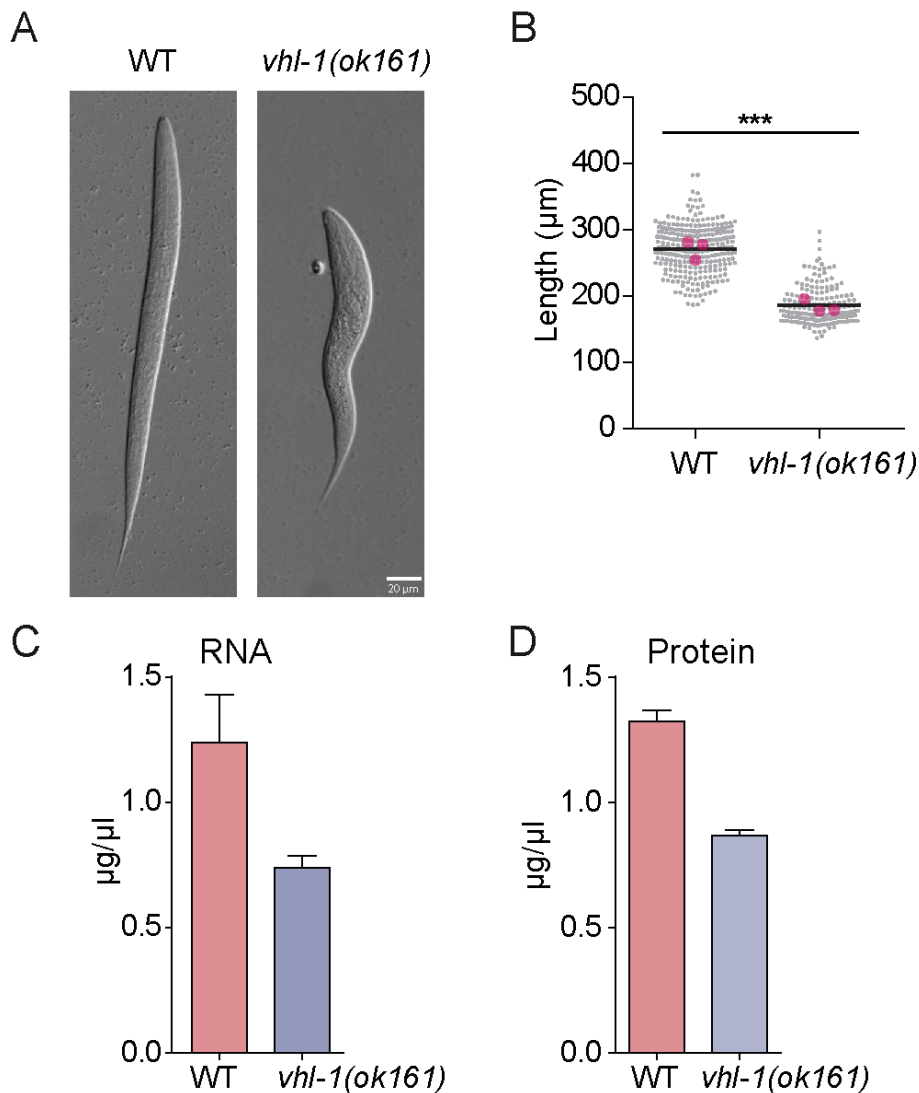 A
WT
vhl-1(ok161)
20 µm
B
500
400
300
200
100
0
Length (µm)
***
WT
vhl-1(ok161)
C
RNA
1.5
1.0
0.5
0.0
µg/µl
WT
vhl-1(ok161)
D
Protein
1.5
1.0
0.5
0.0
µg/µl
WT
vhl-1(ok161)